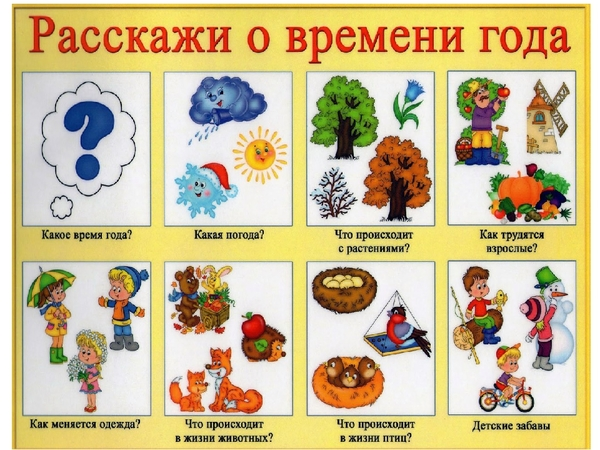 Расскажи о времени года
?
Какое время года?
Какая погода?
Что происходит
с растениями?
Как трудятся
взрослые?
Как меняется одежда?
Что происходит
в жизни животных?
Что происходит
в жизни птиц?
Детские забавы